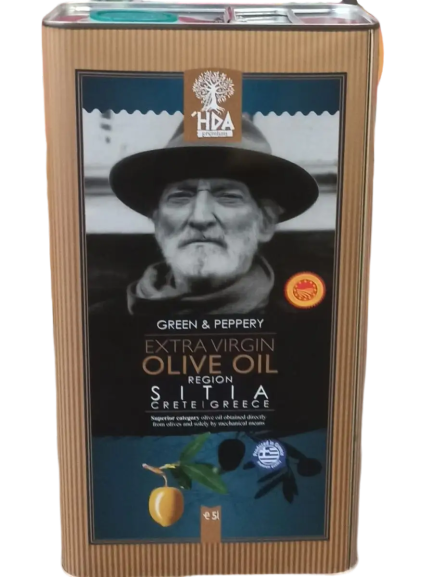 'HDA
GREEN & PEPPERY
EXTRA VIRGIN
OLIVE OIL
REGION
SITIA
CRETE | GREECE
Superior category olive oil obtained directly
from olives and solely by mechanical means
e 5l